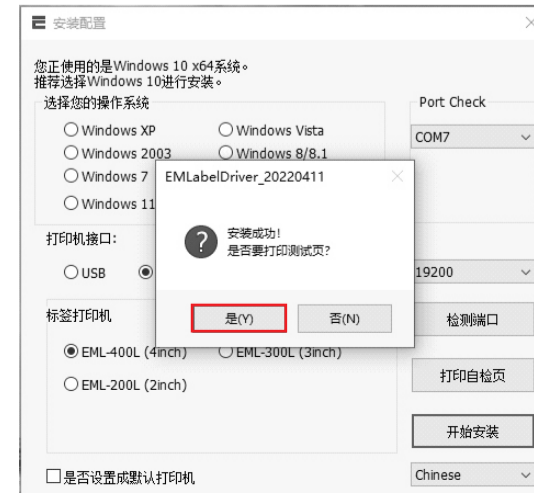 安装配置
您正使用的是Windows 10 x64系统。
推荐选择Windows 10进行安装。
选择您的操作系统
Port Check
Windows XP
Windows Vista
COM7
Windows 2003
Windows 8/8.1
Windows 7
EMLabelDriver_20220411
Windows 11
安装成功!
是否要打印测试页?
打印机接口:
USB
19200
标签打印机
是(Y)
否(N)
检测端口
EML-400L (4inch)
EML-300L (3inch)
EML-200L (2inch)
打印自检页
开始安装
是否设置成默认打印机
Chinese